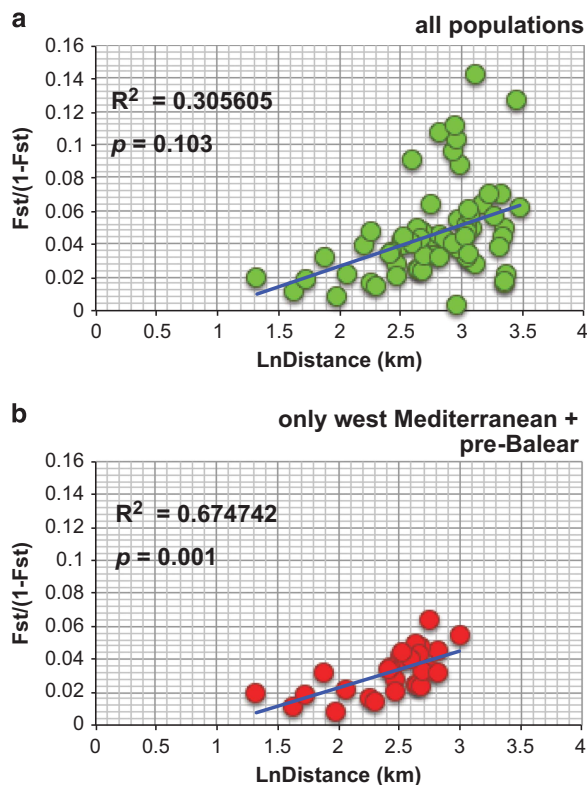 a
all populations
0.16
0.14
0.12
0.1
0.08
0.06
0.04
0.02
0
Fst/(1-Fst)
R² = 0.305605
p = 0.103
0 0.5 1 1.5 2 2.5 3 3.5 4
LnDistance (km)
b
only west Mediterranean +
pre-Balear
0.16
0.14
0.12
0.1
0.08
0.06
0.04
0.02
0
Fst/(1-Fst)
R² = 0.674742
p = 0.001
0 0.5 1 1.5 2 2.5 3 3.5 4
LnDistance (km)